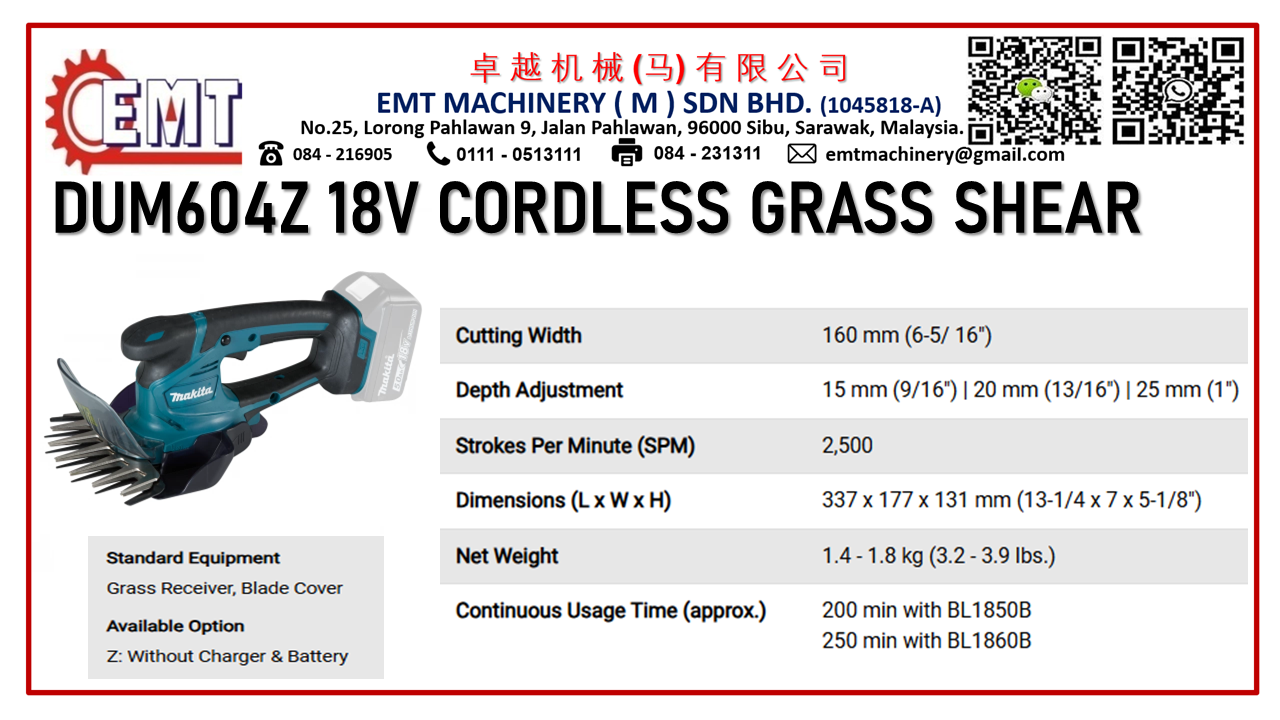 EMT
卓越机械(马)有限公司
EMT MACHINERY ( M ) SDN BHD. (1045818-A)
No.25, Lorong Pahlawan 9, Jalan Pahlawan, 96000 Sibu, Sarawak, Malaysia.
084 - 216905 0111 - 0513111 084 - 231311 emtmachinery@gmail.com
DUM604Z 18V CORDLESS GRASS SHEAR
makita
Makita
Cutting Width 160 mm (6-5/ 16")
Depth Adjustment 15 mm (9/16") | 20 mm (13/16") | 25 mm (1")
Strokes Per Minute (SPM) 2,500
Dimensions (L x W x H) 337 x 177 x 131 mm (13-1/4 x 7 x 5-1/8")
Net Weight 1.4 - 1.8 kg (3.2 - 3.9 lbs.)
Continuous Usage Time (approx.) 200 min with BL1850B
250 min with BL1860B
Standard Equipment
Grass Receiver, Blade Cover
Available Option
Z: Without Charger & Battery